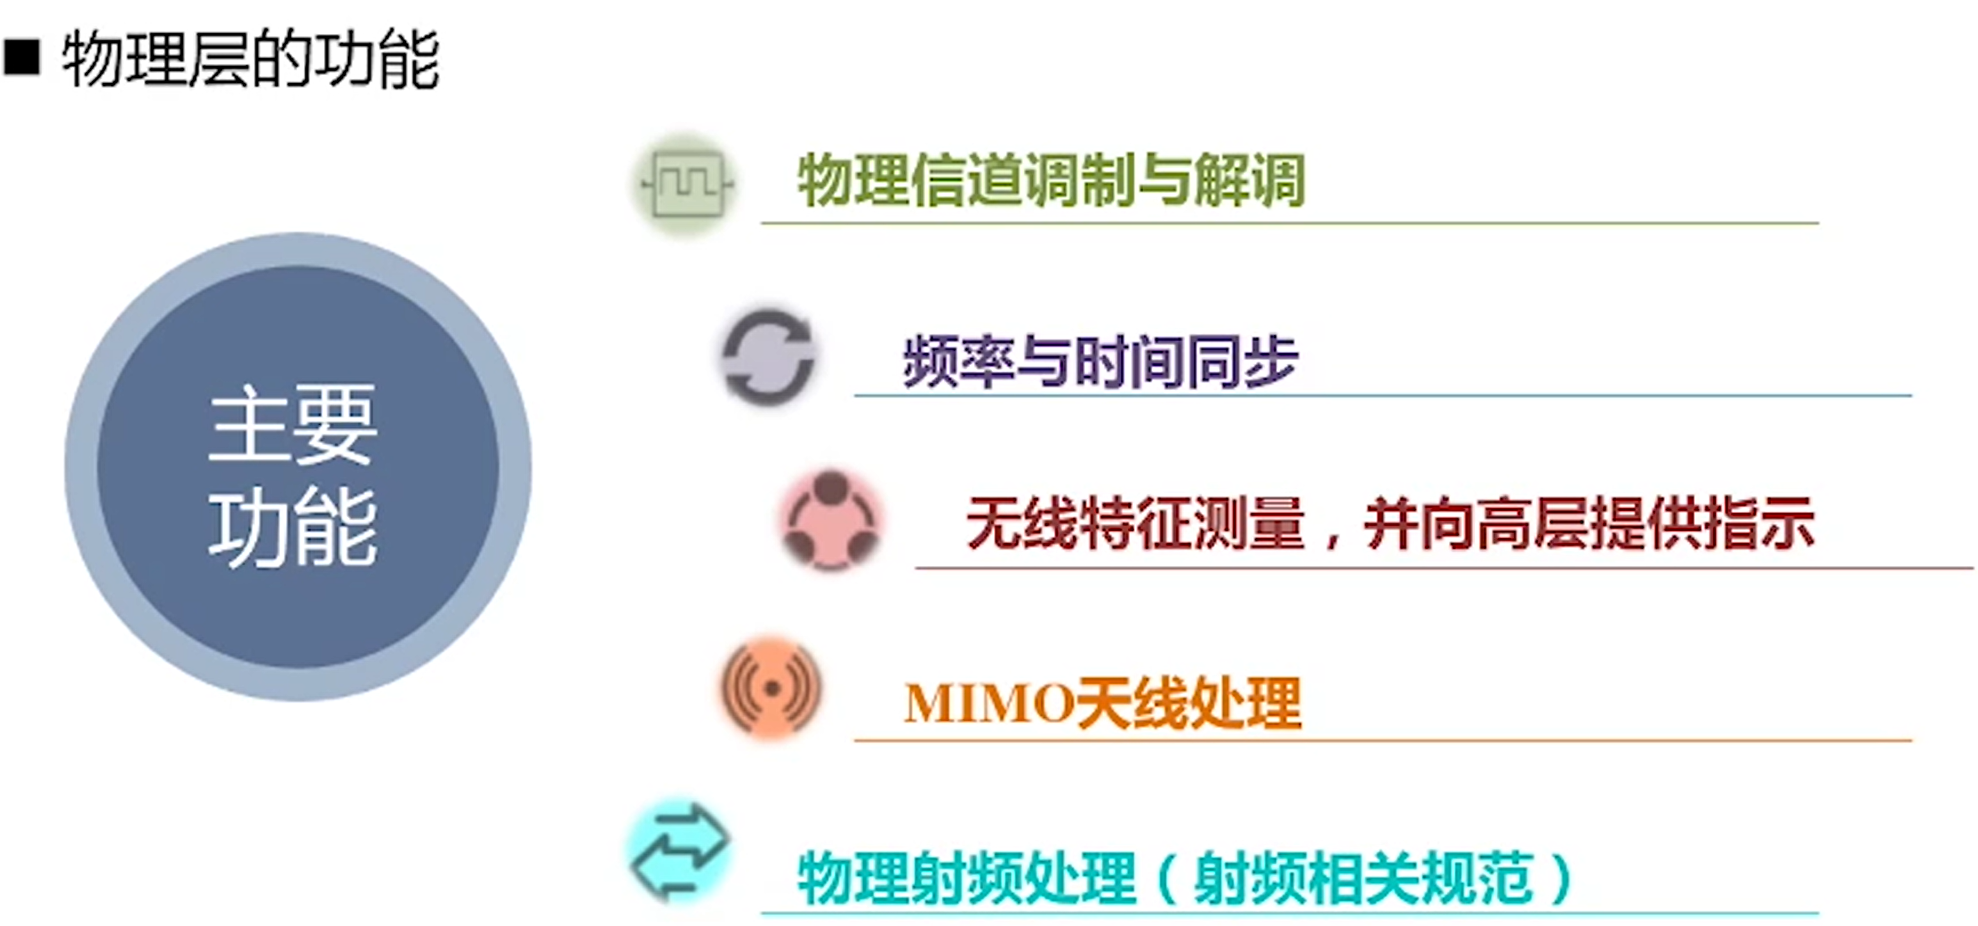 ■ 物理层的功能
主要
功能
物理信道调制与解调
频率与时间同步
无线特征测量，并向高层提供指示
MIMO天线处理
物理射频处理（射频相关规范）